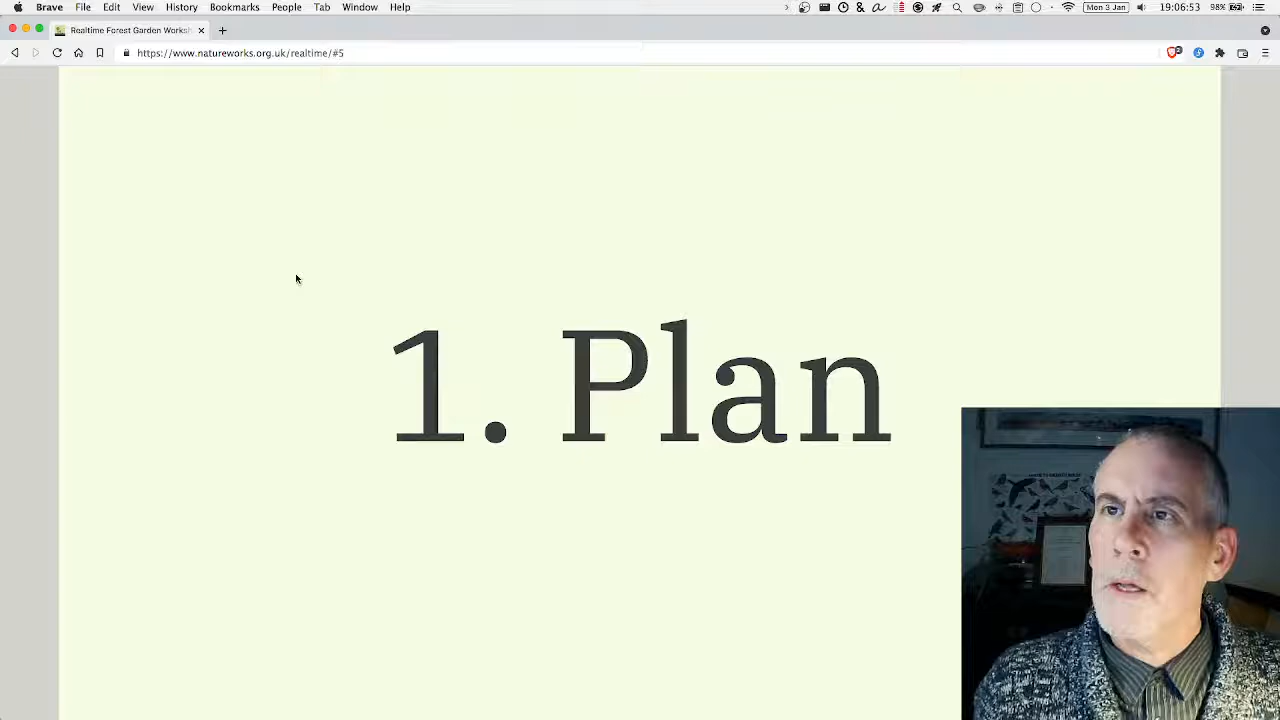 Brave File Edit View History Bookmarks People Tab Window Help Mon 3 Jan 19:06:53 98%
Realtime Forest Garden Worksh
https://www.natureworks.org.uk/realtime/#5
1. Plan